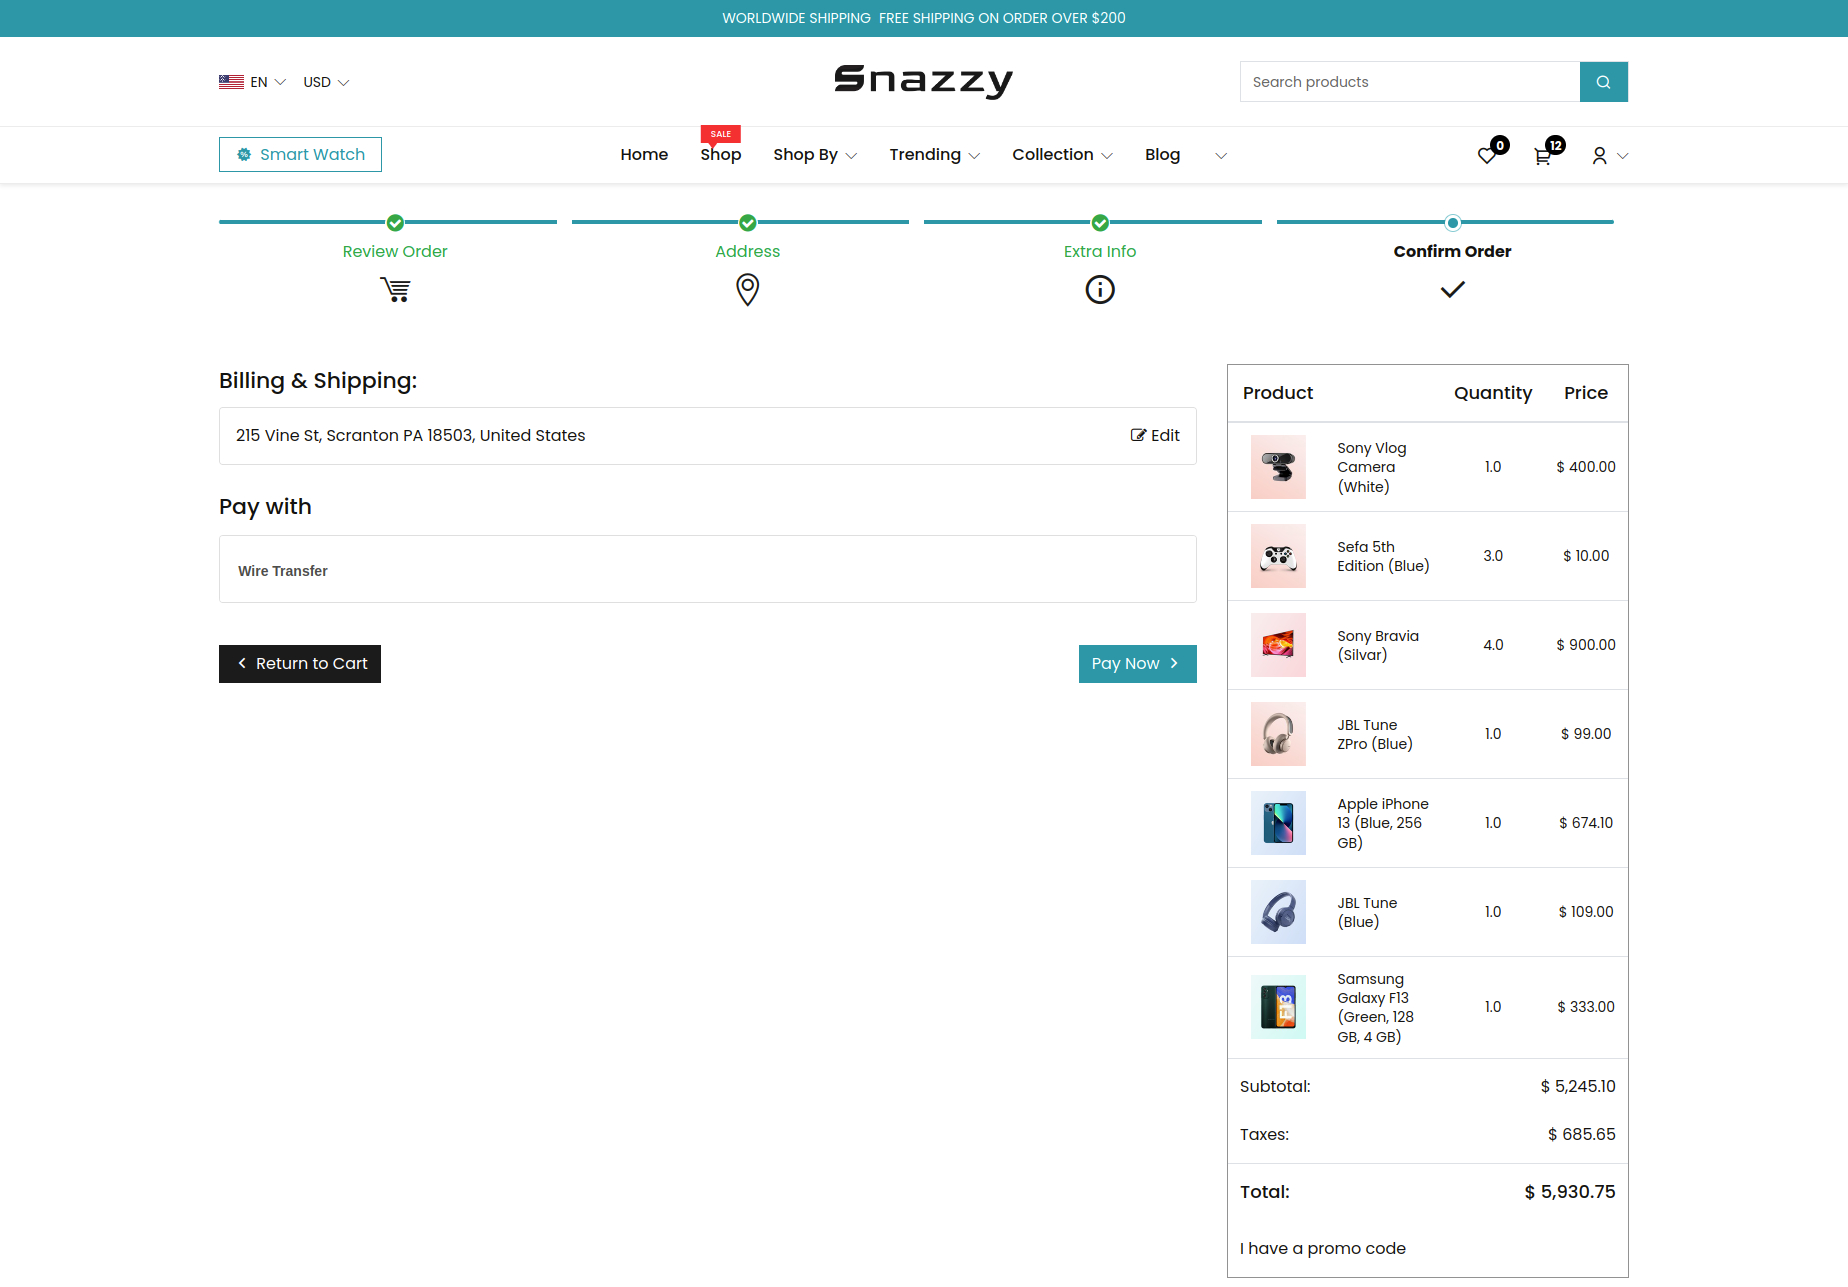 WORLDWIDE SHIPPING FREE SHIPPING ON ORDER OVER $200
EN USD
Snazzy
Search products
Smart Watch
Home
SALE
Shop
Shop By
Trending
Collection
Blog
0
12
Review Order
Address
Extra Info
Confirm Order
Billing & Shipping:
215 Vine St, Scranton PA 18503, United States
Edit
Pay with
Wire Transfer
Return to Cart
Pay Now
Product Quantity Price
Sony Vlog
Camera
(White)
1.0
$ 400.00
Sefa 5th
Edition (Blue)
3.0
$ 10.00
Sony Bravia
(Silvar)
4.0
$ 900.00
JBL Tune
ZPro (Blue)
1.0
$ 99.00
Apple iPhone
13 (Blue, 256
GB)
1.0
$ 674.10
JBL Tune
(Blue)
1.0
$ 109.00
F13
Samsung
Galaxy F13
(Green, 128
GB, 4 GB)
1.0
$ 333.00
Subtotal: $ 5,245.10
Taxes: $ 685.65
Total: $ 5,930.75
I have a promo code